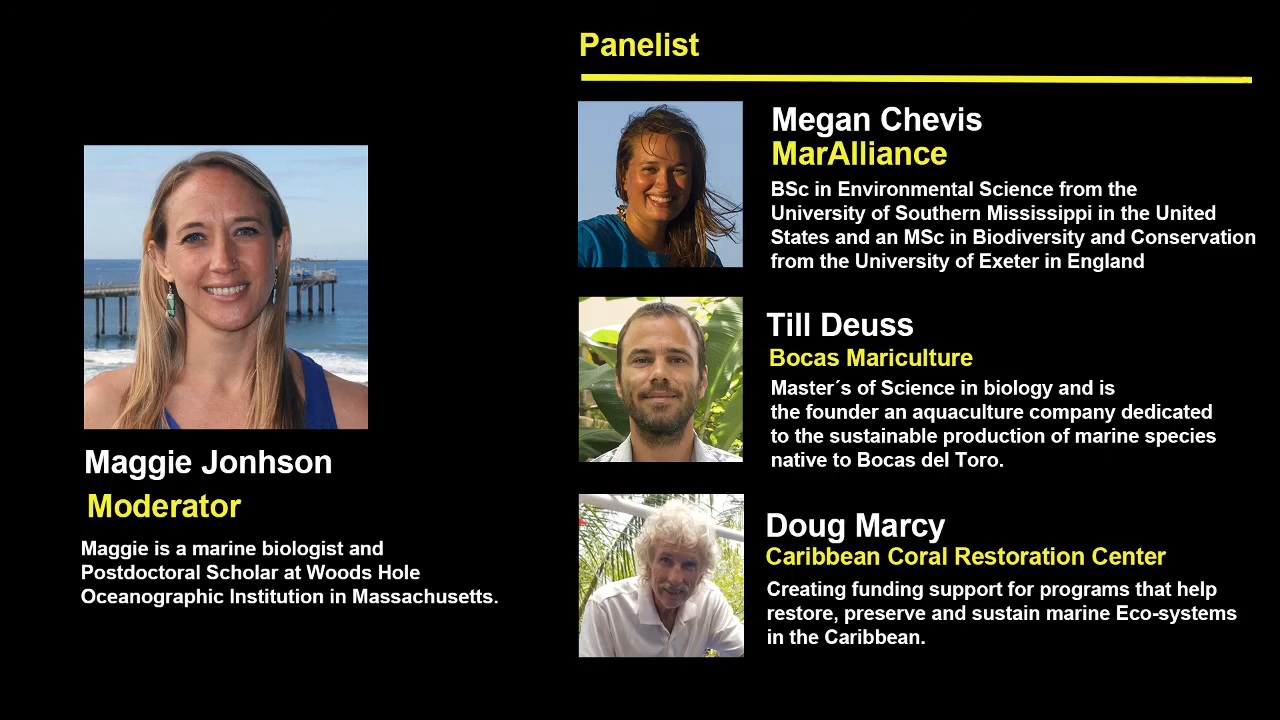 Panelist
Megan Chevis
MarAlliance
BSc in Environmental Science from the
University of Southern Mississippi in the United
States and an MSc in Biodiversity and Conservation
from the University of Exeter in England
Till Deuss
Bocas Mariculture
Master´s of Science in biology and is
the founder an aquaculture company dedicated
to the sustainable production of marine species
native to Bocas del Toro.
Doug Marcy
Caribbean Coral Restoration Center
Creating funding support for programs that help
restore, preserve and sustain marine Eco-systems
in the Caribbean.
Maggie Jonhson
Moderator
Maggie is a marine biologist and
Postdoctoral Scholar at Woods Hole
Oceanographic Institution in Massachusetts.